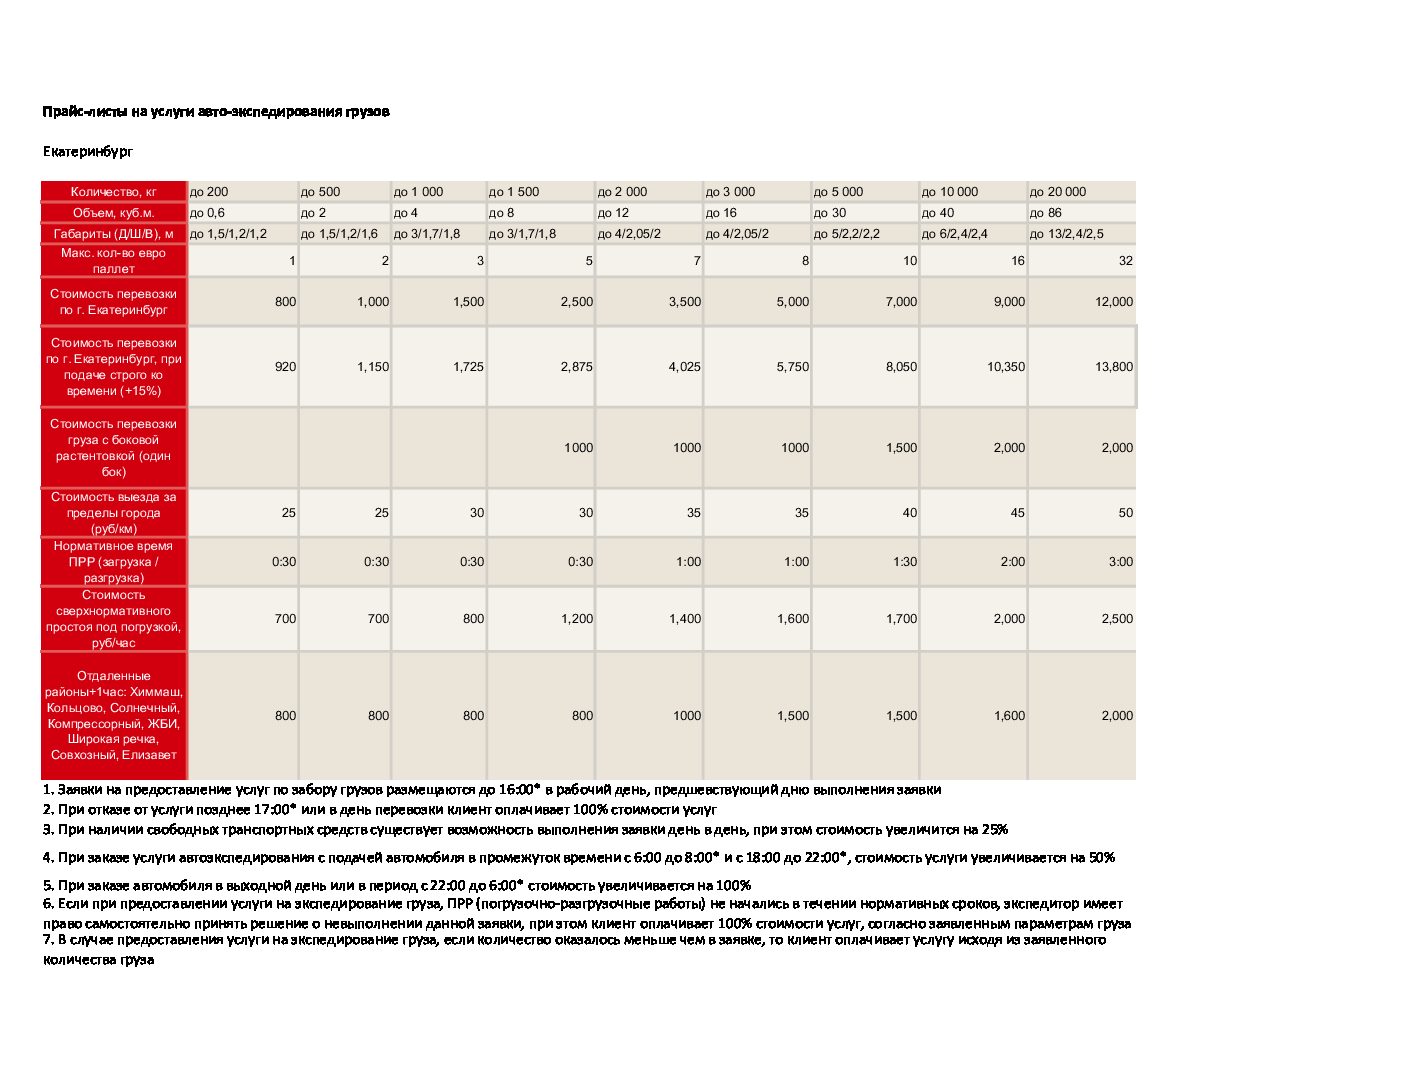 Прайс-листы на услуги авто-экспедирования грузов
Екатеринбург
Количество, кг до 200 до 500 до 1 000 до 1 500 до 2 000 до 3 000 до 5 000 до 10 000 до 20 000
Объем, куб.м. до 0,6 до 2 до 4 до 8 до 12 до 16 до 30 до 40 до 86
Габариты (Д/Ш/В), м до 1,5/1,2/1,2 до 1,5/1,2/1,6 до 3/1,7/1,8 до 3/1,7/1,8 до 4/2,05/2 до 4/2,05/2 до 5/2,2/2,2 до 6/2,4/2,4 до 13/2,4/2,5
Макс. кол-во евро
паллет
1 2 3 5 7 8 10 16 32
Стоимость перевозки
по г. Екатеринбург
800 1,000 1,500 2,500 3,500 5,000 7,000 9,000 12,000
Стоимость перевозки
по г. Екатеринбург, при
подаче строго ко
времени (+15%)
920 1,150 1,725 2,875 4,025 5,750 8,050 10,350 13,800
Стоимость перевозки
груза с боковой
растентовкой (один
бок)
1000 1000 1000 1,500 2,000 2,000
Стоимость выезда за
пределы города
(руб/км)
25 25 30 30 35 35 40 45 50
Нормативное время
ПРР (загрузка /
разгрузка)
0:30 0:30 0:30 0:30 1:00 1:00 1:30 2:00 3:00
Стоимость
сверхнормативного
простоя под погрузкой,
руб/час
700 700 800 1,200 1,400 1,600 1,700 2,000 2,500
Отдаленные
районы+1час: Химмаш,
Кольцово, Солнечный,
Компрессорный, ЖБИ,
Широкая речка,
Совхозный, Елизавет
800 800 800 800 1000 1,500 1,500 1,600 2,000
1. Заявки на предоставление услуг по забору грузов размещаются до 16:00* в рабочий день, предшевствующий дню выполнения заявки
2. При отказе от услуги позднее 17:00* или в день перевозки клиент оплачивает 100% стоимости услуг
3. При наличии свободных транспортных средств существует возможность выполнения заявки день в день, при этом стоимость увеличится на 25%
4. При заказе услуги автоэкспедирования с подачей автомобиля в промежуток времени с 6:00 до 8:00* и с 18:00 до 22:00*, стоимость услуги увеличивается на 50%
5. При заказе автомобиля в выходной день или в период с 22:00 до 6:00* стоимость увеличивается на 100%
6. Если при предоставлении услуги на экспедирование груза, ПРР (погрузочно-разгрузочные работы) не начались в течении нормативных сроков, экспедитор имеет
право самостоятельно принять решение о невыполнении данной заявки, при этом клиент оплачивает 100% стоимости услуг, согласно заявленным параметрам груза
7. В случае предоставления услуги на экспедирование груза, если количество оказалось меньше чем в заявке, то клиент оплачивает услугу исходя из заявленного
количества груза